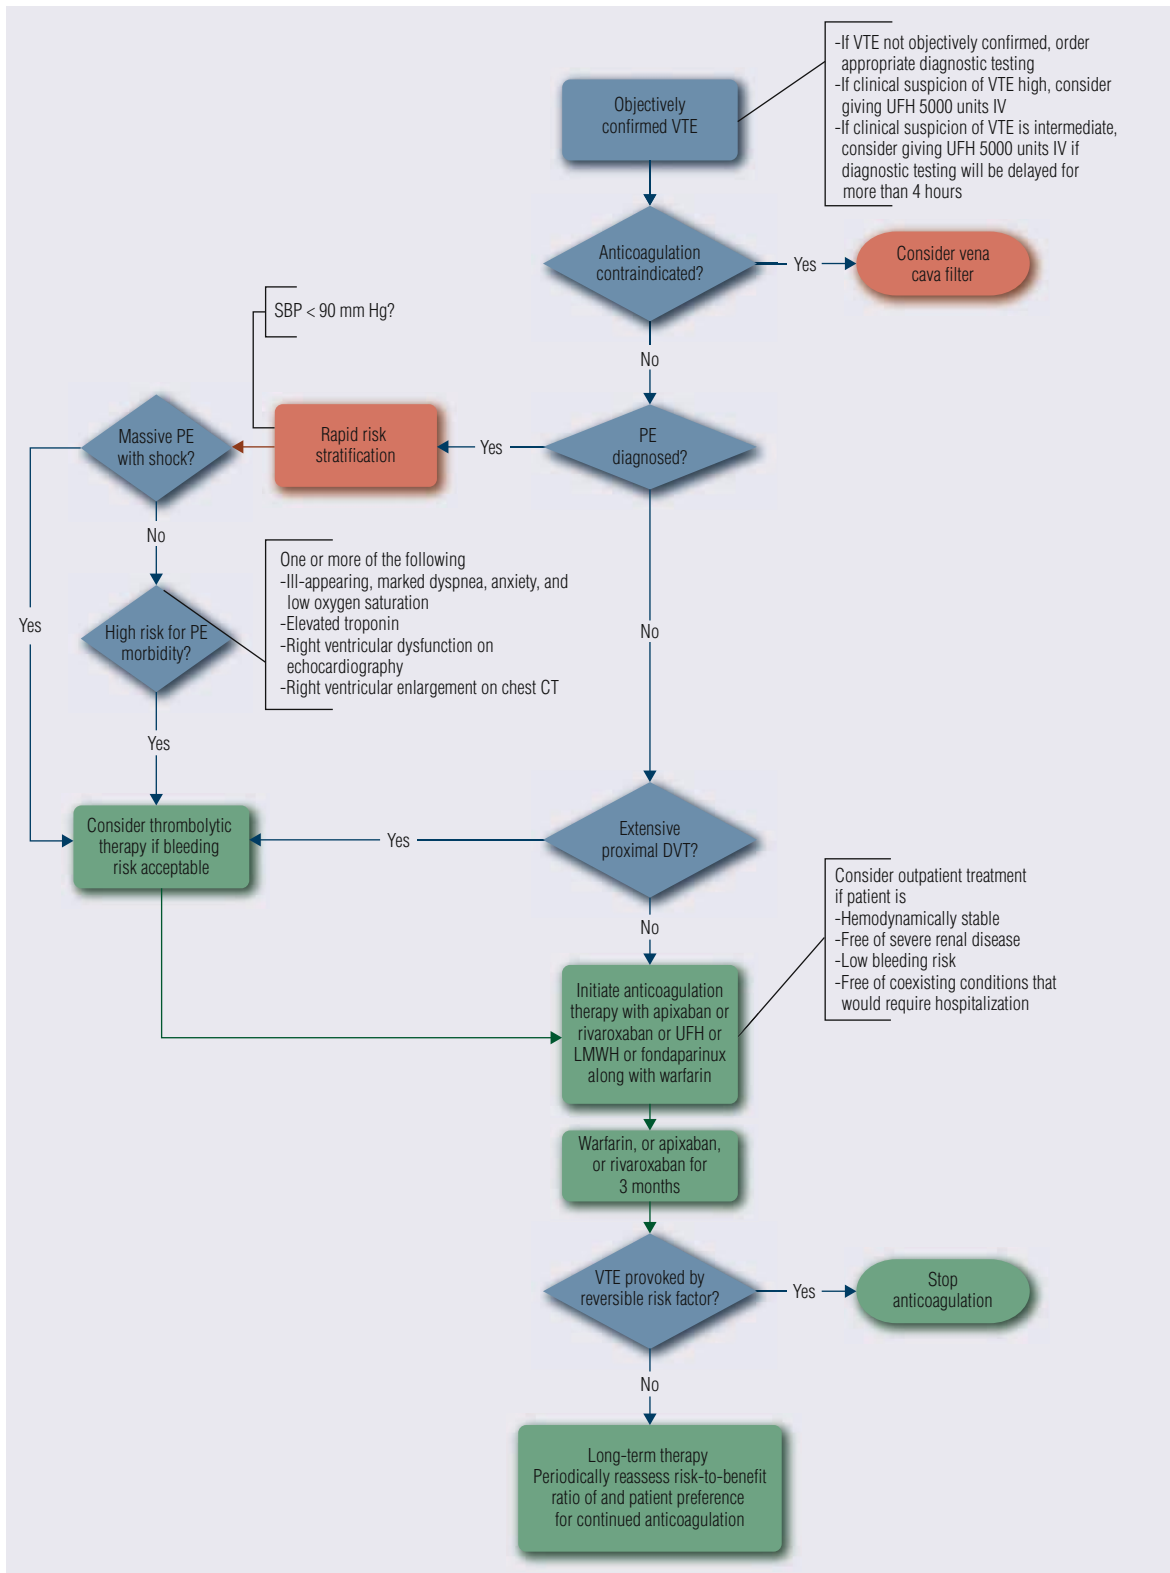 -If VTE not objectively confirmed, order
appropriate diagnostic testing
-If clinical suspicion of VTE high, consider
giving UFH 5000 units IV
-If clinical suspicion of VTE is intermediate,
consider giving UFH 5000 units IV if
diagnostic testing will be delayed for
more than 4 hours
Objectively
confirmed VTE
Anticoagulation
contraindicated?
Yes
Consider vena
cava filter
No
SBP < 90 mm Hg?
PE
diagnosed?
Yes
Rapid risk
stratification
Massive PE
with shock?
No
Yes
One or more of the following
-Ill-appearing, marked dyspnea, anxiety, and
low oxygen saturation
-Elevated troponin
-Right ventricular dysfunction on
echocardiography
-Right ventricular enlargement on chest CT
High risk for PE
morbidity?
Yes
No
Consider thrombolytic
therapy if bleeding
risk acceptable
Yes
Extensive
proximal DVT?
No
Consider outpatient treatment
if patient is
-Hemodynamically stable
-Free of severe renal disease
-Low bleeding risk
-Free of coexisting conditions that
would require hospitalization
Initiate anticoagulation
therapy with apixaban or
rivaroxaban or UFH or
LMWH or fondaparinux
along with warfarin
Warfarin, or apixaban,
or rivaroxaban for
3 months
VTE provoked by
reversible risk factor?
Yes
Stop
anticoagulation
No
Long-term therapy
Periodically reassess risk-to-benefit
ratio of and patient preference
for continued anticoagulation